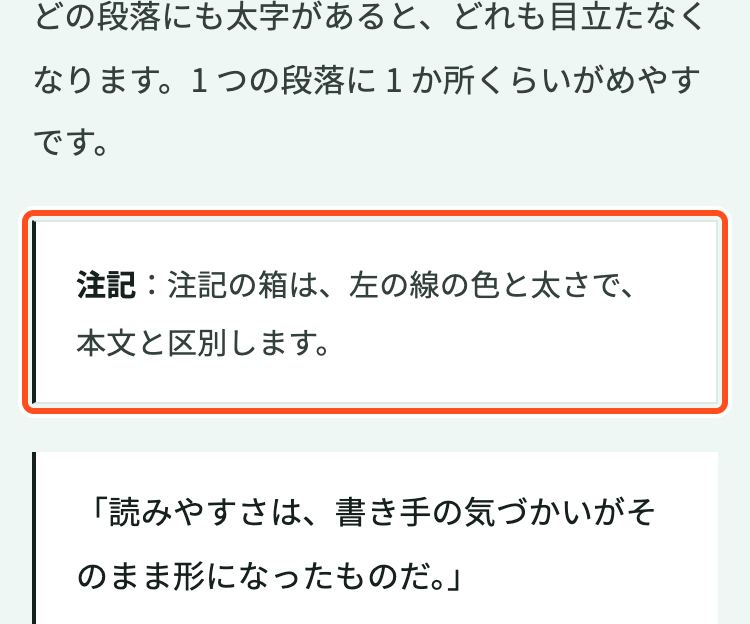 どの段落にも太字があると、どれも目立たなく
なります。1 つの段落に 1 か所くらいがめやす
です。
注記：注記の箱は、左の線の色と太さで、
本文と区別します。
「読みやすさは、書き手の気づかいがそ
のまま形になったものだ。」